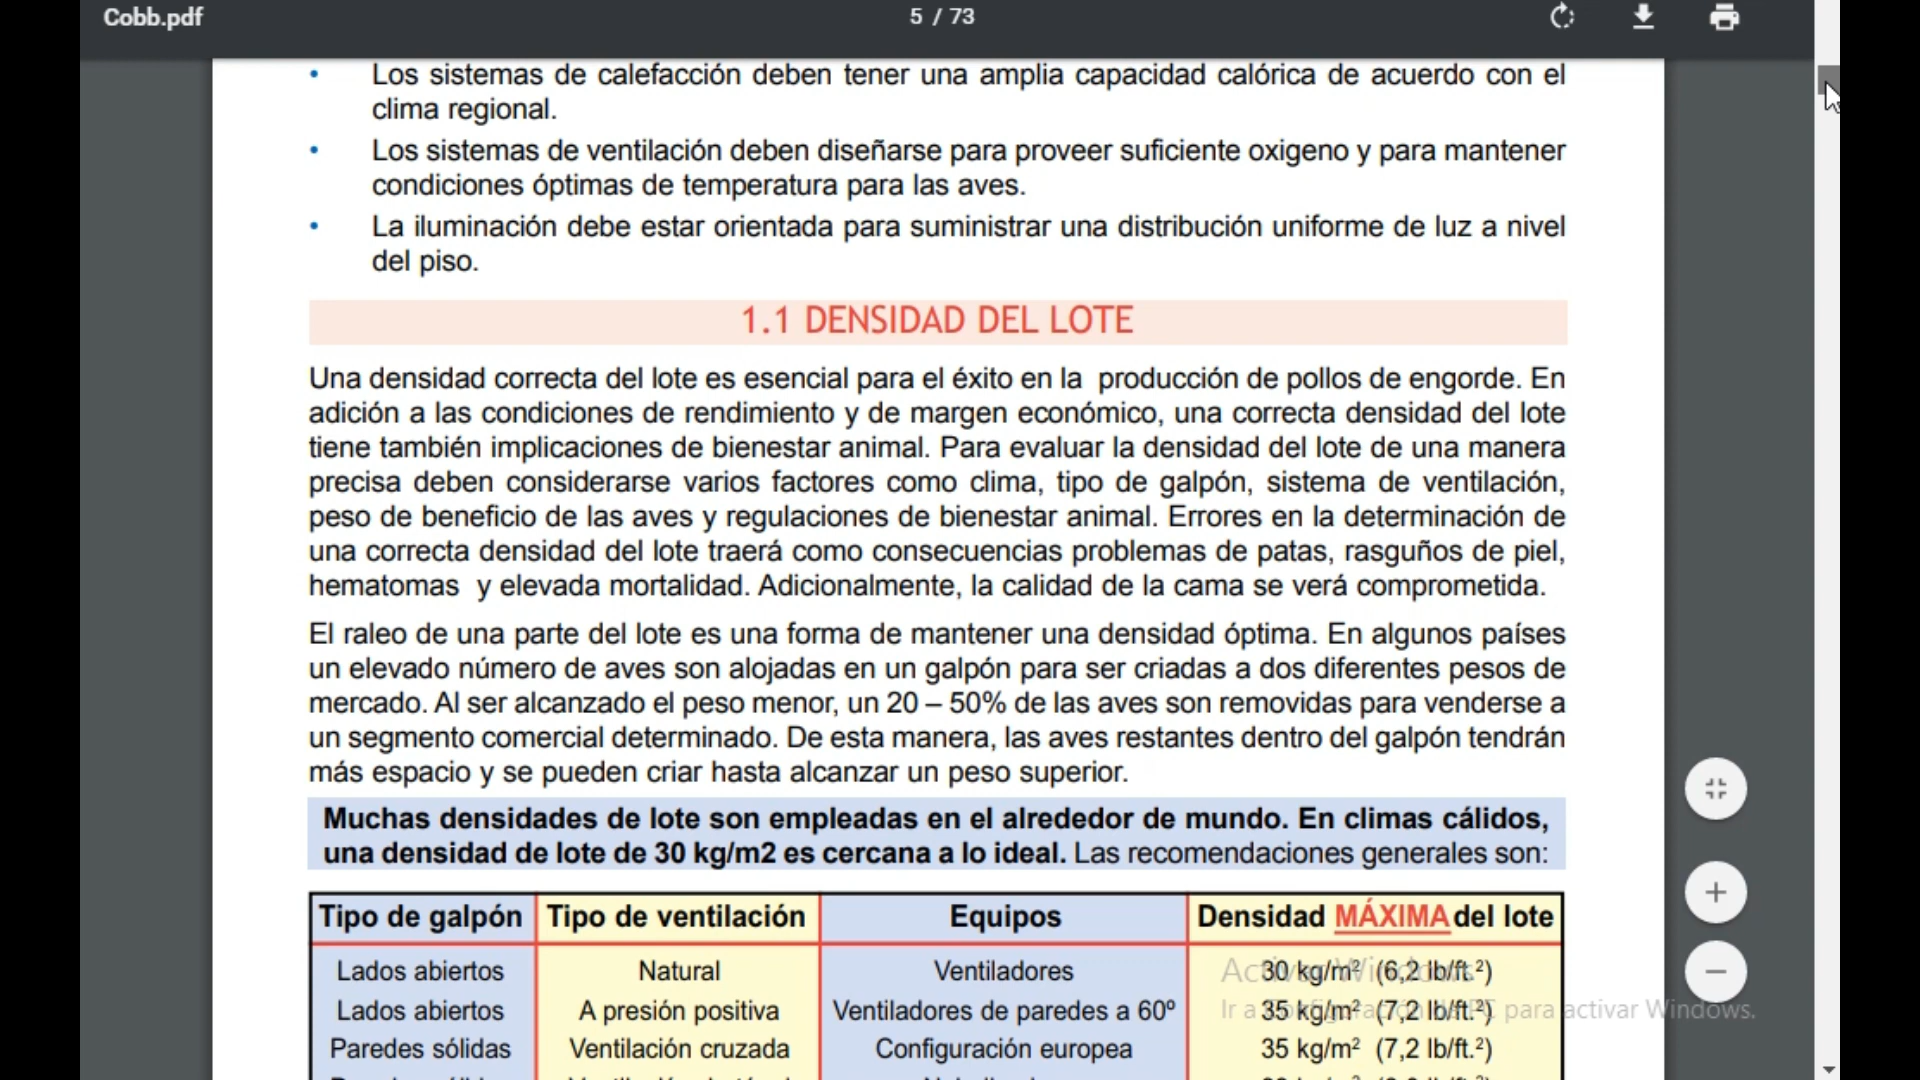 Cobb.pdf
5 / 73
• Los sistemas de calefacción deben tener una amplia capacidad calórica de acuerdo con el
clima regional.
• Los sistemas de ventilación deben diseñarse para proveer suficiente oxigeno y para mantener
condiciones óptimas de temperatura para las aves.
• La iluminación debe estar orientada para suministrar una distribución uniforme de luz a nivel
del piso.
1.1 DENSIDAD DEL LOTE
Una densidad correcta del lote es esencial para el éxito en la producción de pollos de engorde. En
adición a las condiciones de rendimiento y de margen económico, una correcta densidad del lote
tiene también implicaciones de bienestar animal. Para evaluar la densidad del lote de una manera
precisa deben considerarse varios factores como clima, tipo de galpón, sistema de ventilación,
peso de beneficio de las aves y regulaciones de bienestar animal. Errores en la determinación de
una correcta densidad del lote traerá como consecuencias problemas de patas, rasguños de piel,
hematomas y elevada mortalidad. Adicionalmente, la calidad de la cama se verá comprometida.
El raleo de una parte del lote es una forma de mantener una densidad óptima. En algunos países
un elevado número de aves son alojadas en un galpón para ser criadas a dos diferentes pesos de
mercado. Al ser alcanzado el peso menor, un 20 – 50% de las aves son removidas para venderse a
un segmento comercial determinado. De esta manera, las aves restantes dentro del galpón tendrán
más espacio y se pueden criar hasta alcanzar un peso superior.
Muchas densidades de lote son empleadas en el alrededor de mundo. En climas cálidos,
una densidad de lote de 30 kg/m2 es cercana a lo ideal. Las recomendaciones generales son:
Tipo de galpón Tipo de ventilación Equipos Densidad MÁXIMA del lote
Lados abiertos Natural Ventiladores 30 kg/m² (6,2 lb/ft.²)
Lados abiertos A presión positiva Ventiladores de paredes a 60º 35 kg/m² (7,2 lb/ft.²)
Paredes sólidas Ventilación cruzada Configuración europea 35 kg/m² (7,2 lb/ft.²)
Activar Windows
Ir a Configuración de PC para activar Windows.